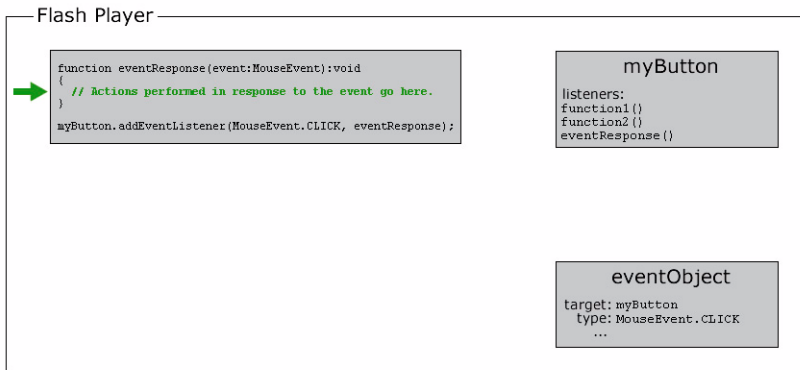 Flash Player
function eventResponse(event:MouseEvent):void
{
// Actions performed in response to the event go here.
}
myButton.addEventListener(MouseEvent.CLICK, eventResponse);
myButton
listeners:
function1()
function2()
eventResponse()
eventObject
target: myButton
type: MouseEvent.CLICK
...